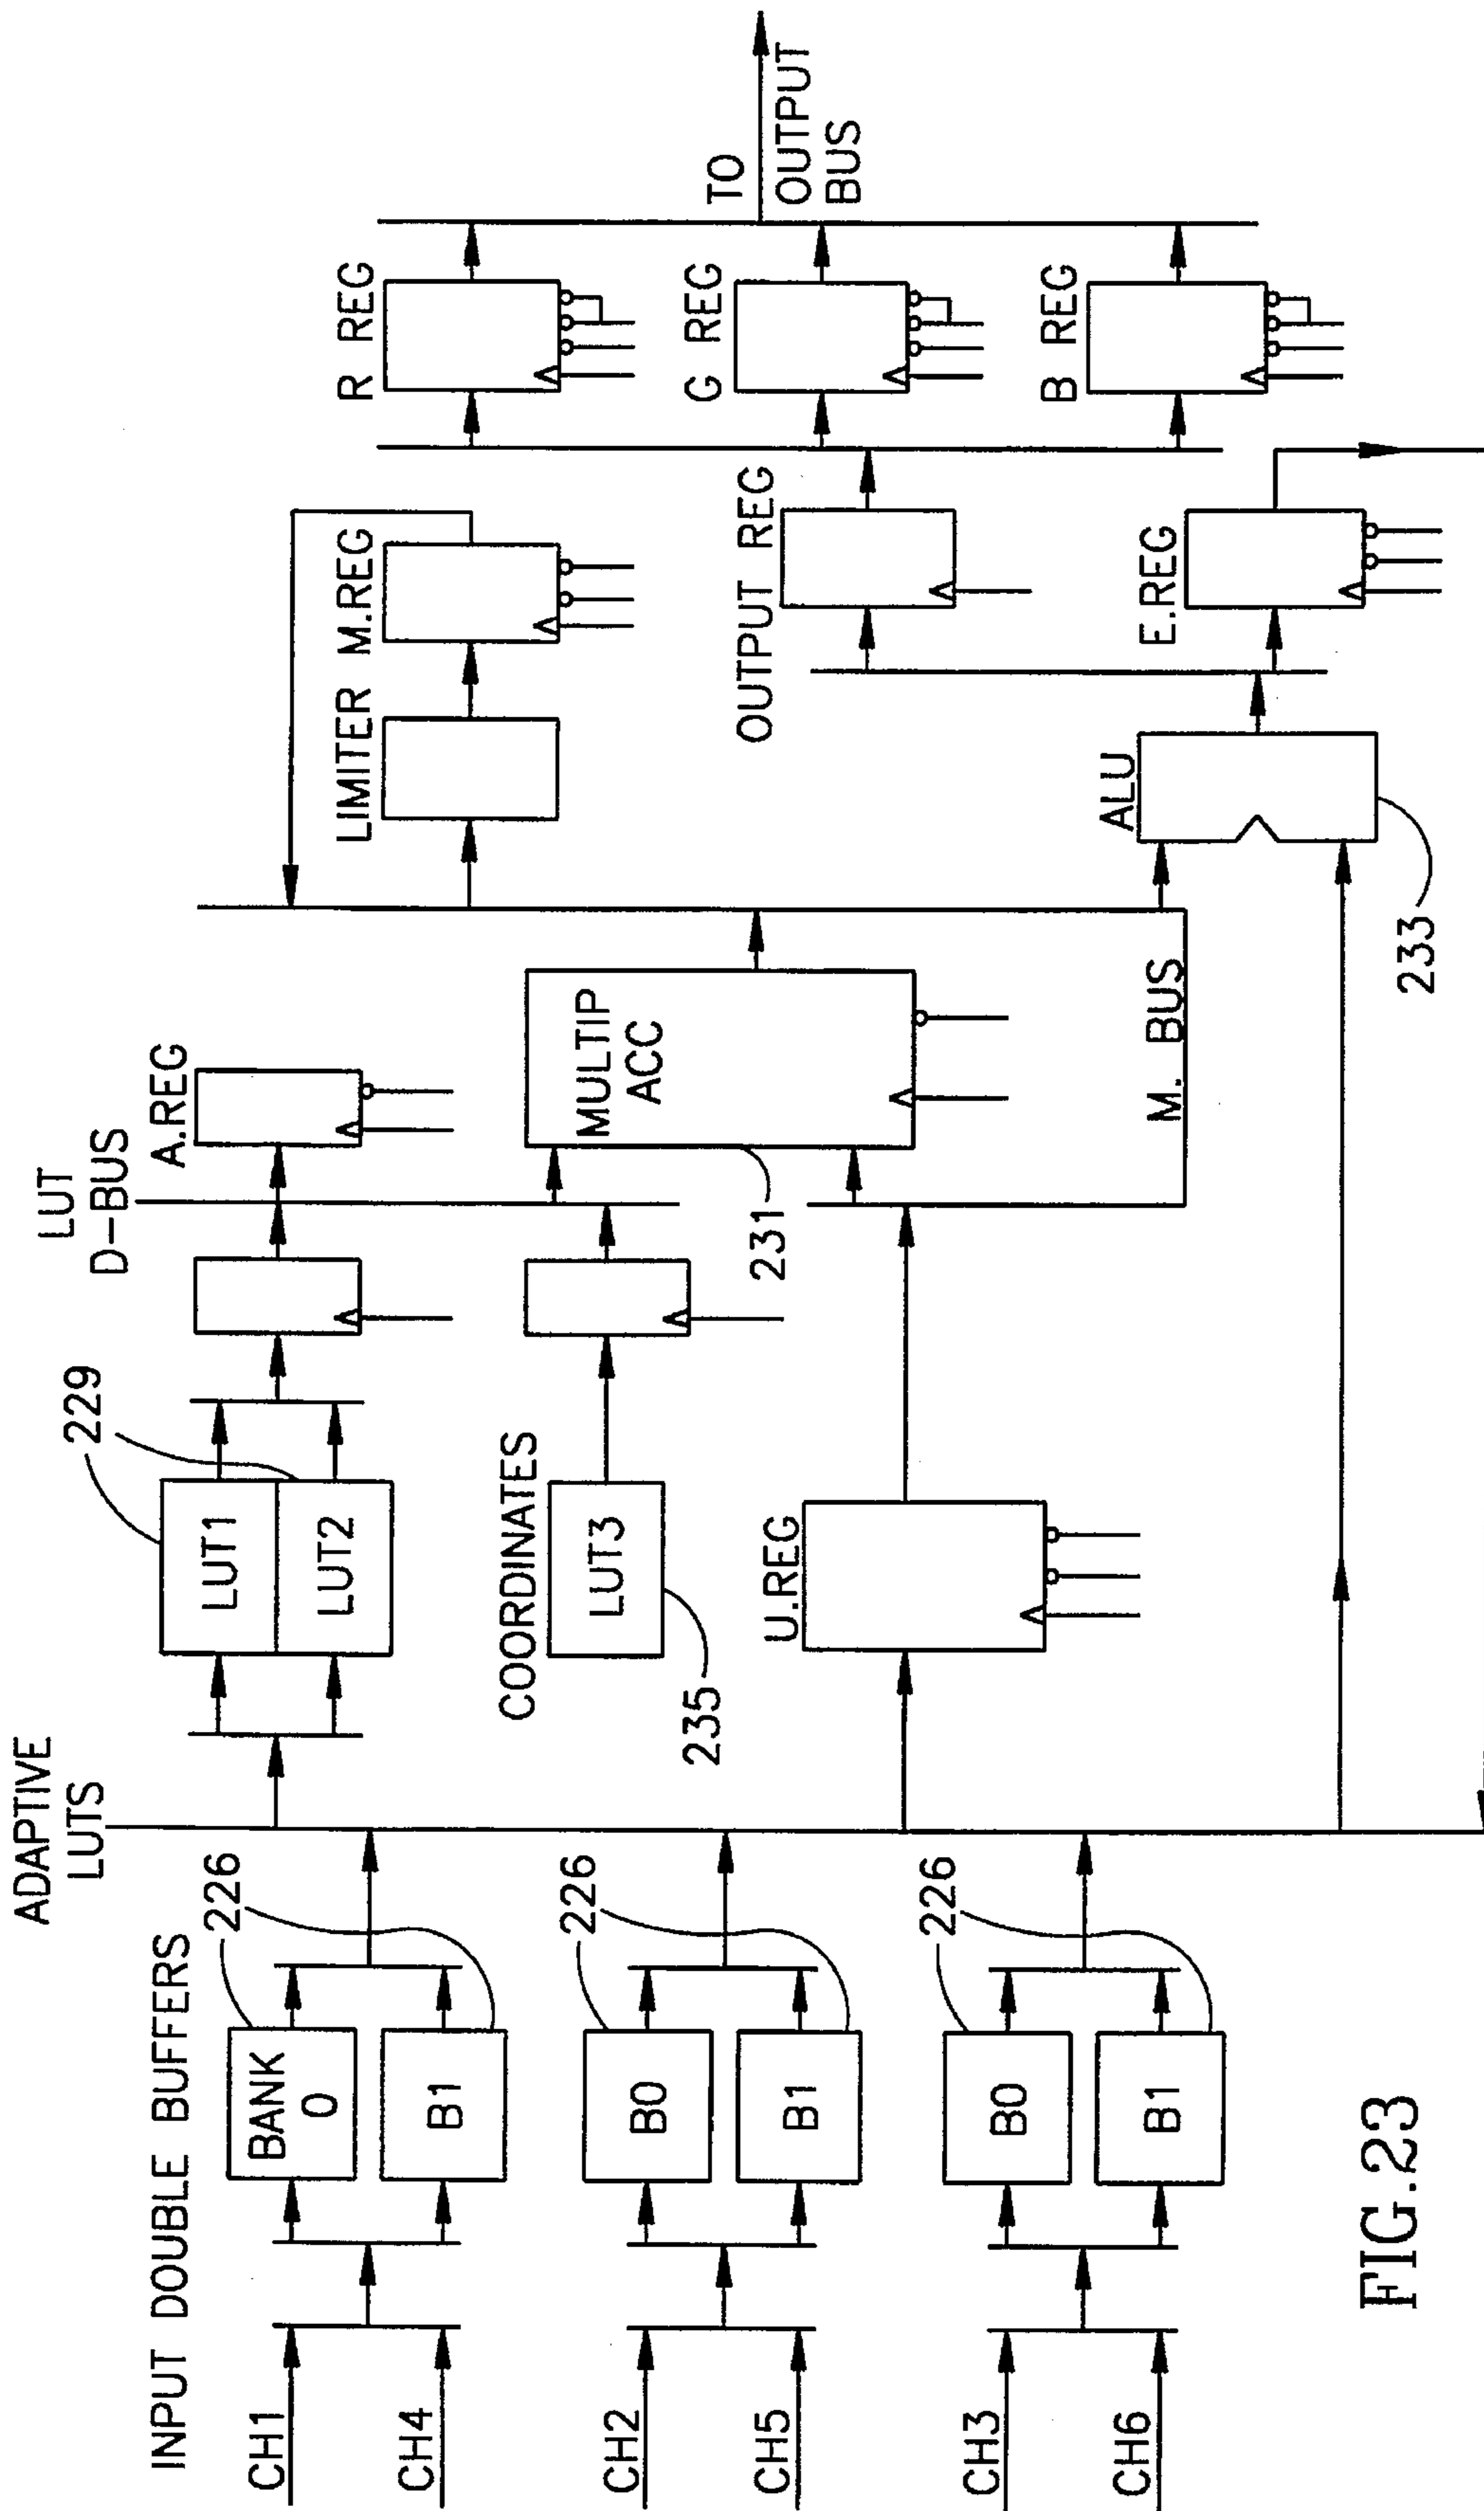 INPUT DOUBLE BUFFERS
CH1
CH4
CH2
CH5
CH3
CH6
BANK
0
B1
B0
B1
B0
B1
226
226
226
ADAPTIVE
LUTS
LUT1
LUT2
229
COORDINATES
LUT3
235
U.REG
LUT
D-BUS
A.REG
MULTIP
ACC
231
M. BUS
LIMITER
M.REG
ALU
233
OUTPUT REG
E.REG
R REG
G REG
B REG
TO
OUTPUT
BUS
FIG.23